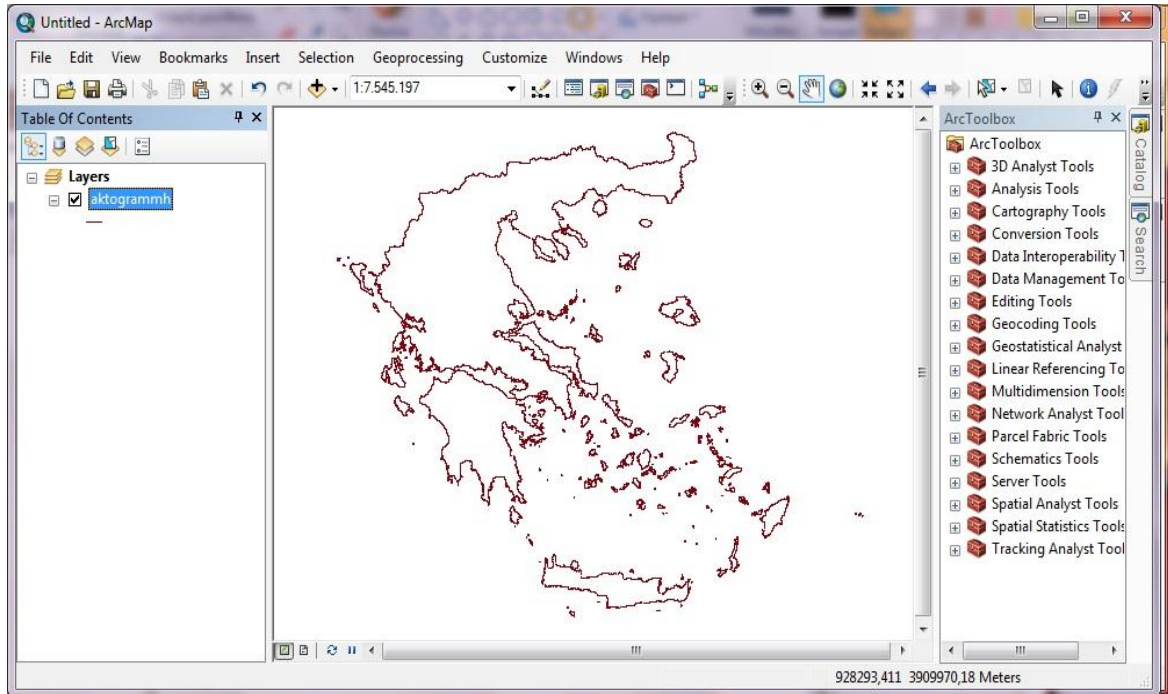 Untitled - ArcMap
File Edit View Bookmarks Insert Selection Geoprocessing Customize Windows Help
1:7.545.197
Table Of Contents
Layers
aktogrammh
ArcToolbox
ArcToolbox
3D Analyst Tools
Analysis Tools
Cartography Tools
Conversion Tools
Data Interoperability T
Data Management To
Editing Tools
Geocoding Tools
Geostatistical Analyst
Linear Referencing To
Multidimension Tools
Network Analyst Tool
Parcel Fabric Tools
Schematics Tools
Server Tools
Spatial Analyst Tools
Spatial Statistics Tools
Tracking Analyst Tool
Catalog
Search
928293,411 3909970,18 Meters